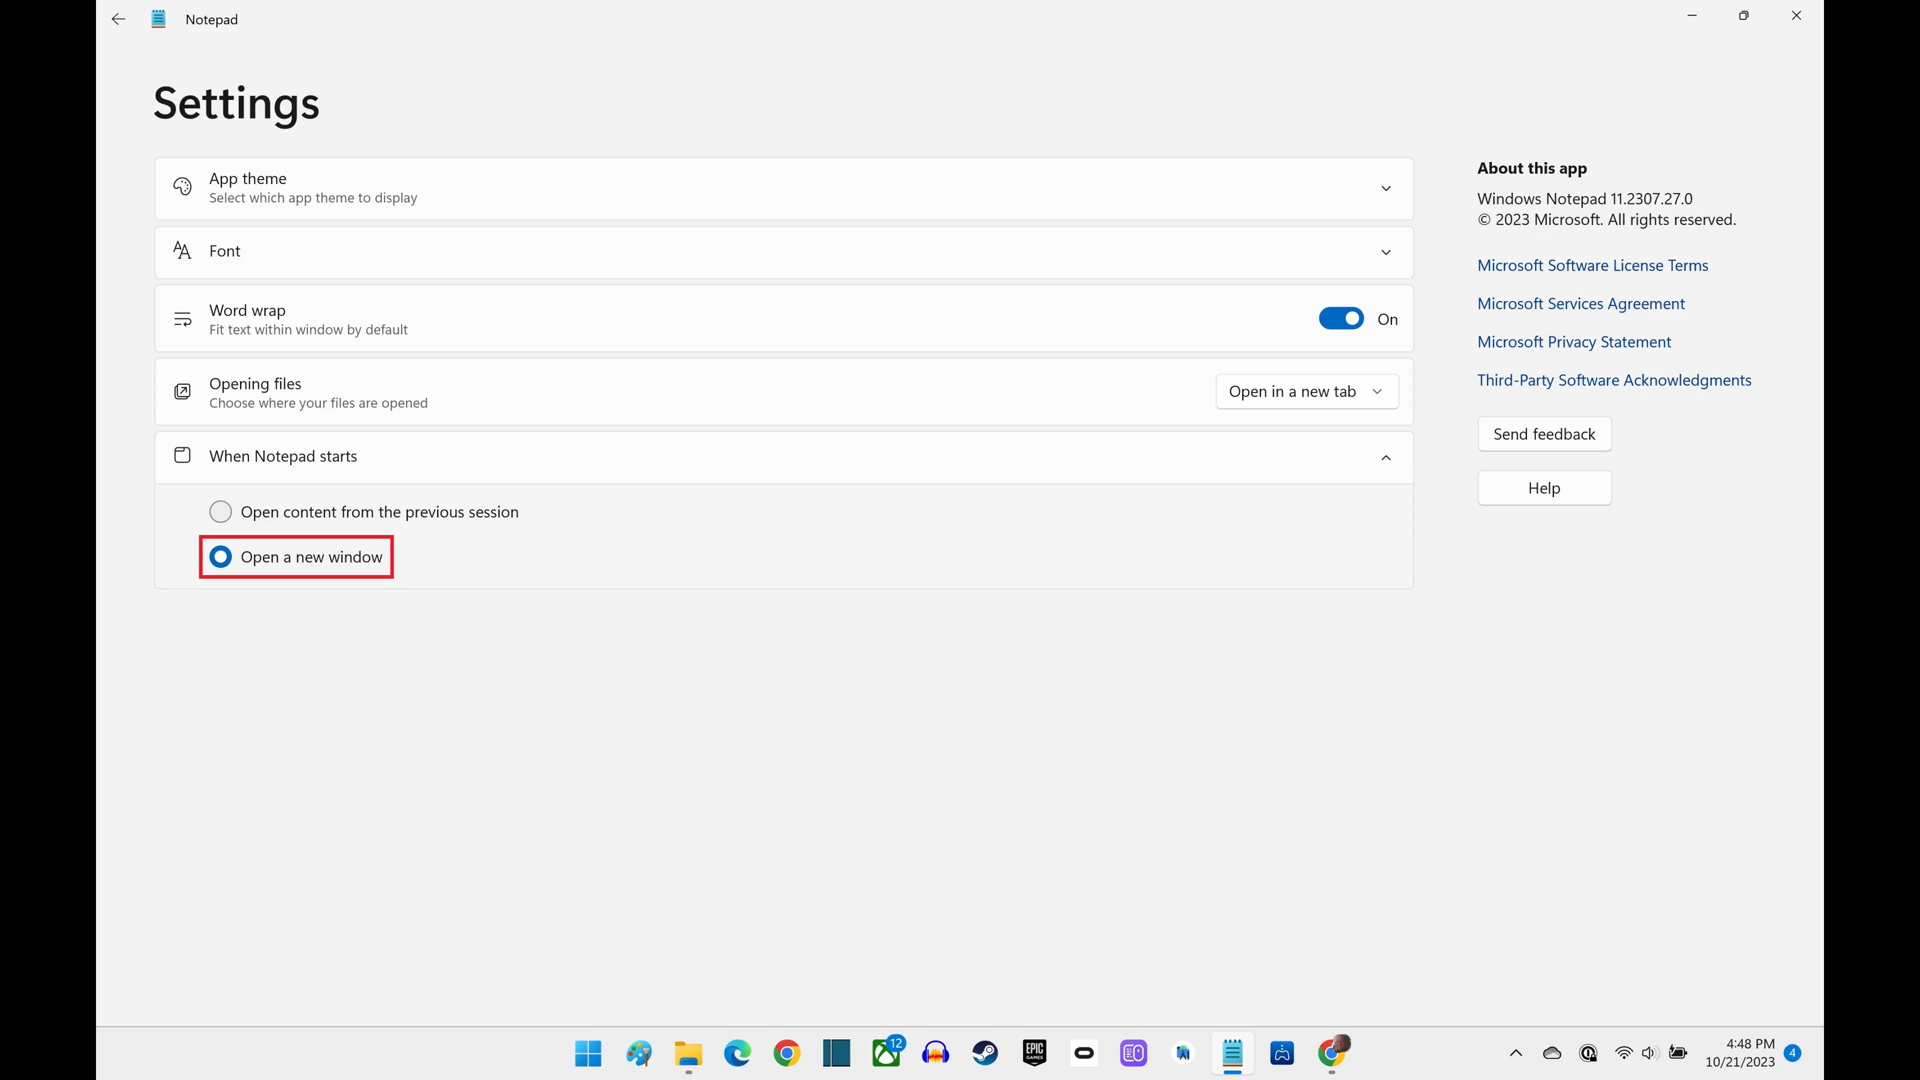 Notepad
Settings
App theme
Select which app theme to display
Font
Word wrap
Fit text within window by default
On
Opening files
Choose where your files are opened
Open in a new tab
When Notepad starts
Open content from the previous session
Open a new window
About this app
Windows Notepad 11.2307.27.0
© 2023 Microsoft. All rights reserved.
Microsoft Software License Terms
Microsoft Services Agreement
Microsoft Privacy Statement
Third-Party Software Acknowledgments
Send feedback
Help
12
EPIC
GAMES
4:48 PM
10/21/2023
4